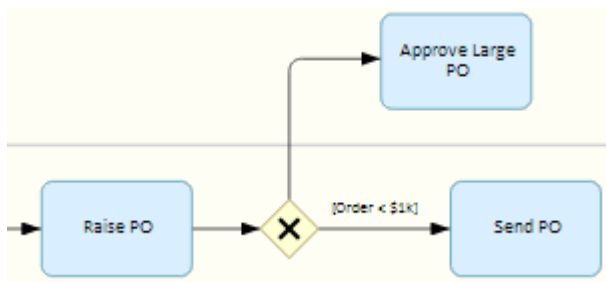 Approve Large
PO
Raise PO
[Order < $1k]
Send PO